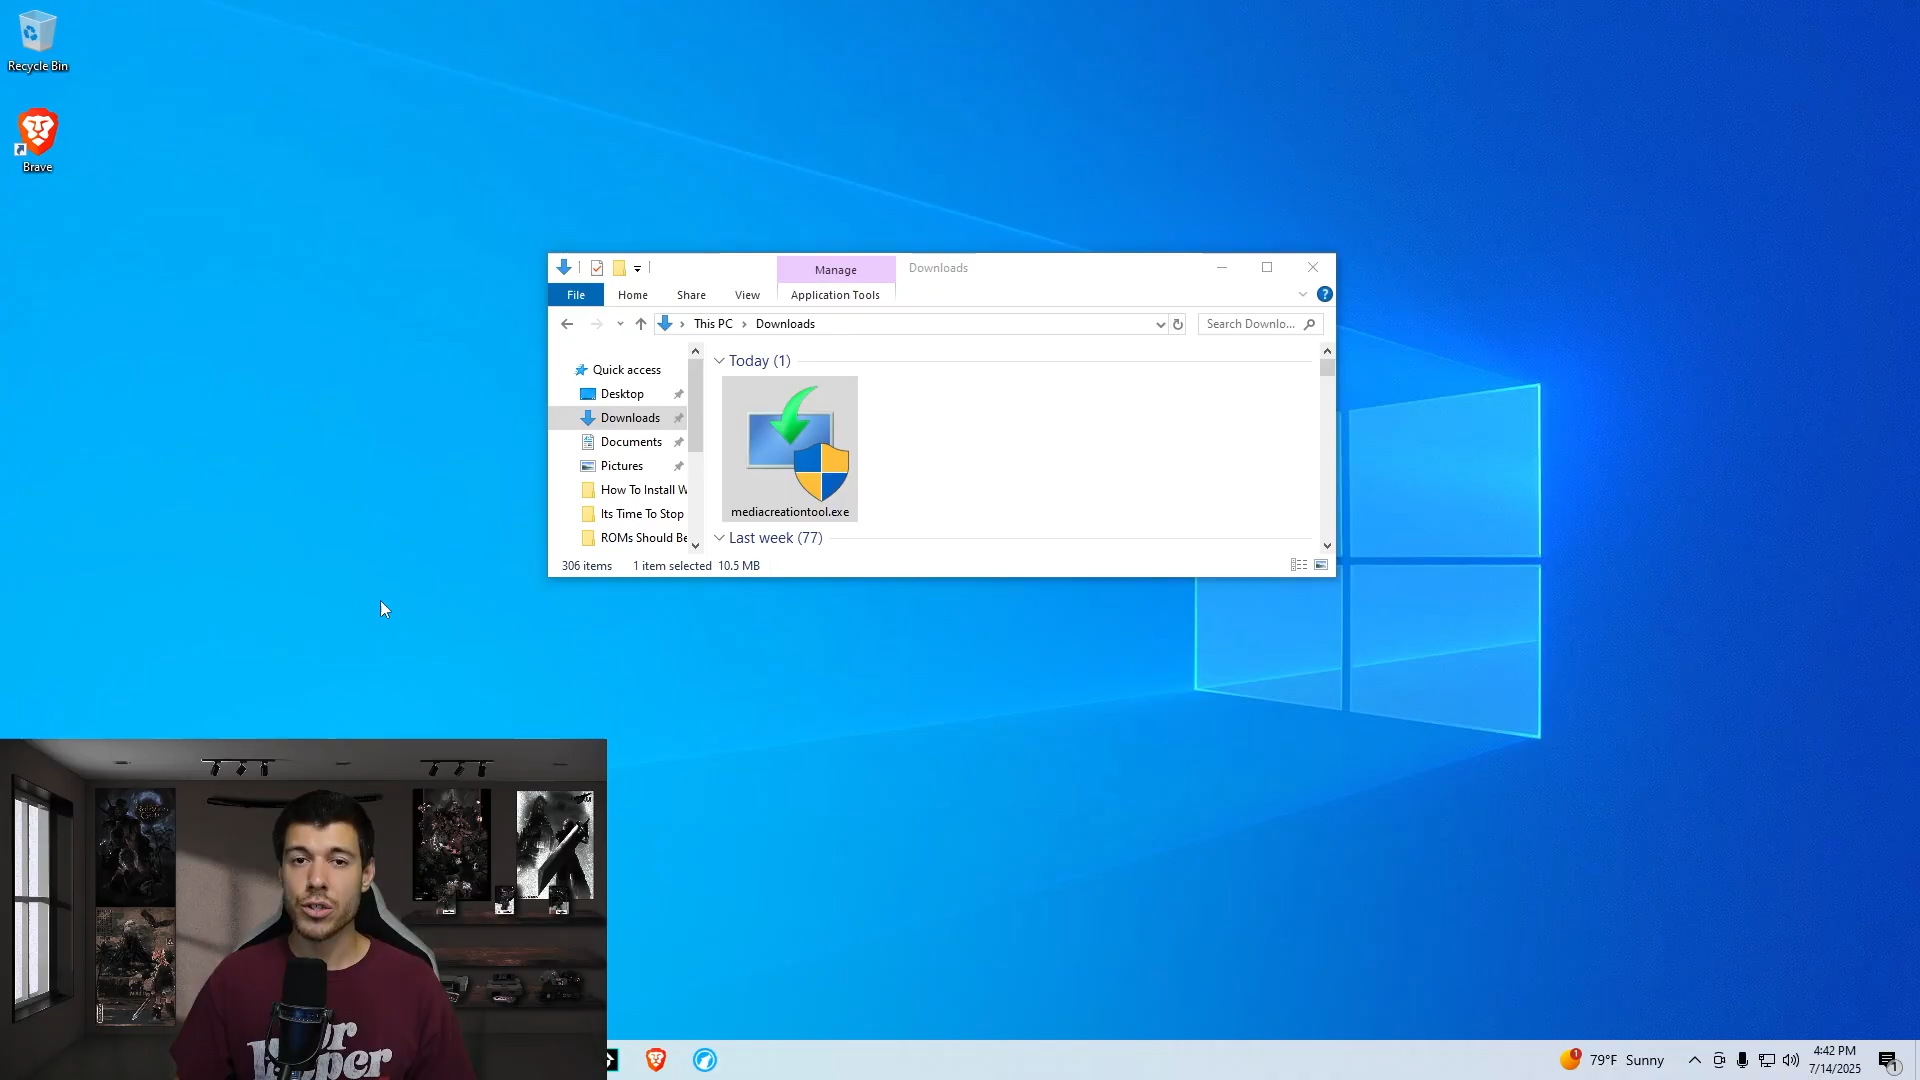 Recycle Bin
Brave
Manage
Downloads
File
Home
Share
View
Application Tools
This PC
Downloads
Search Downlo...
Quick access
Desktop
Downloads
Documents
Pictures
How To Install W
Its Time To Stop
ROMs Should Be
Today (1)
mediacreationtool.exe
Last week (77)
306 items
1 item selected 10.5 MB
79°F Sunny
4:42 PM
7/14/2025